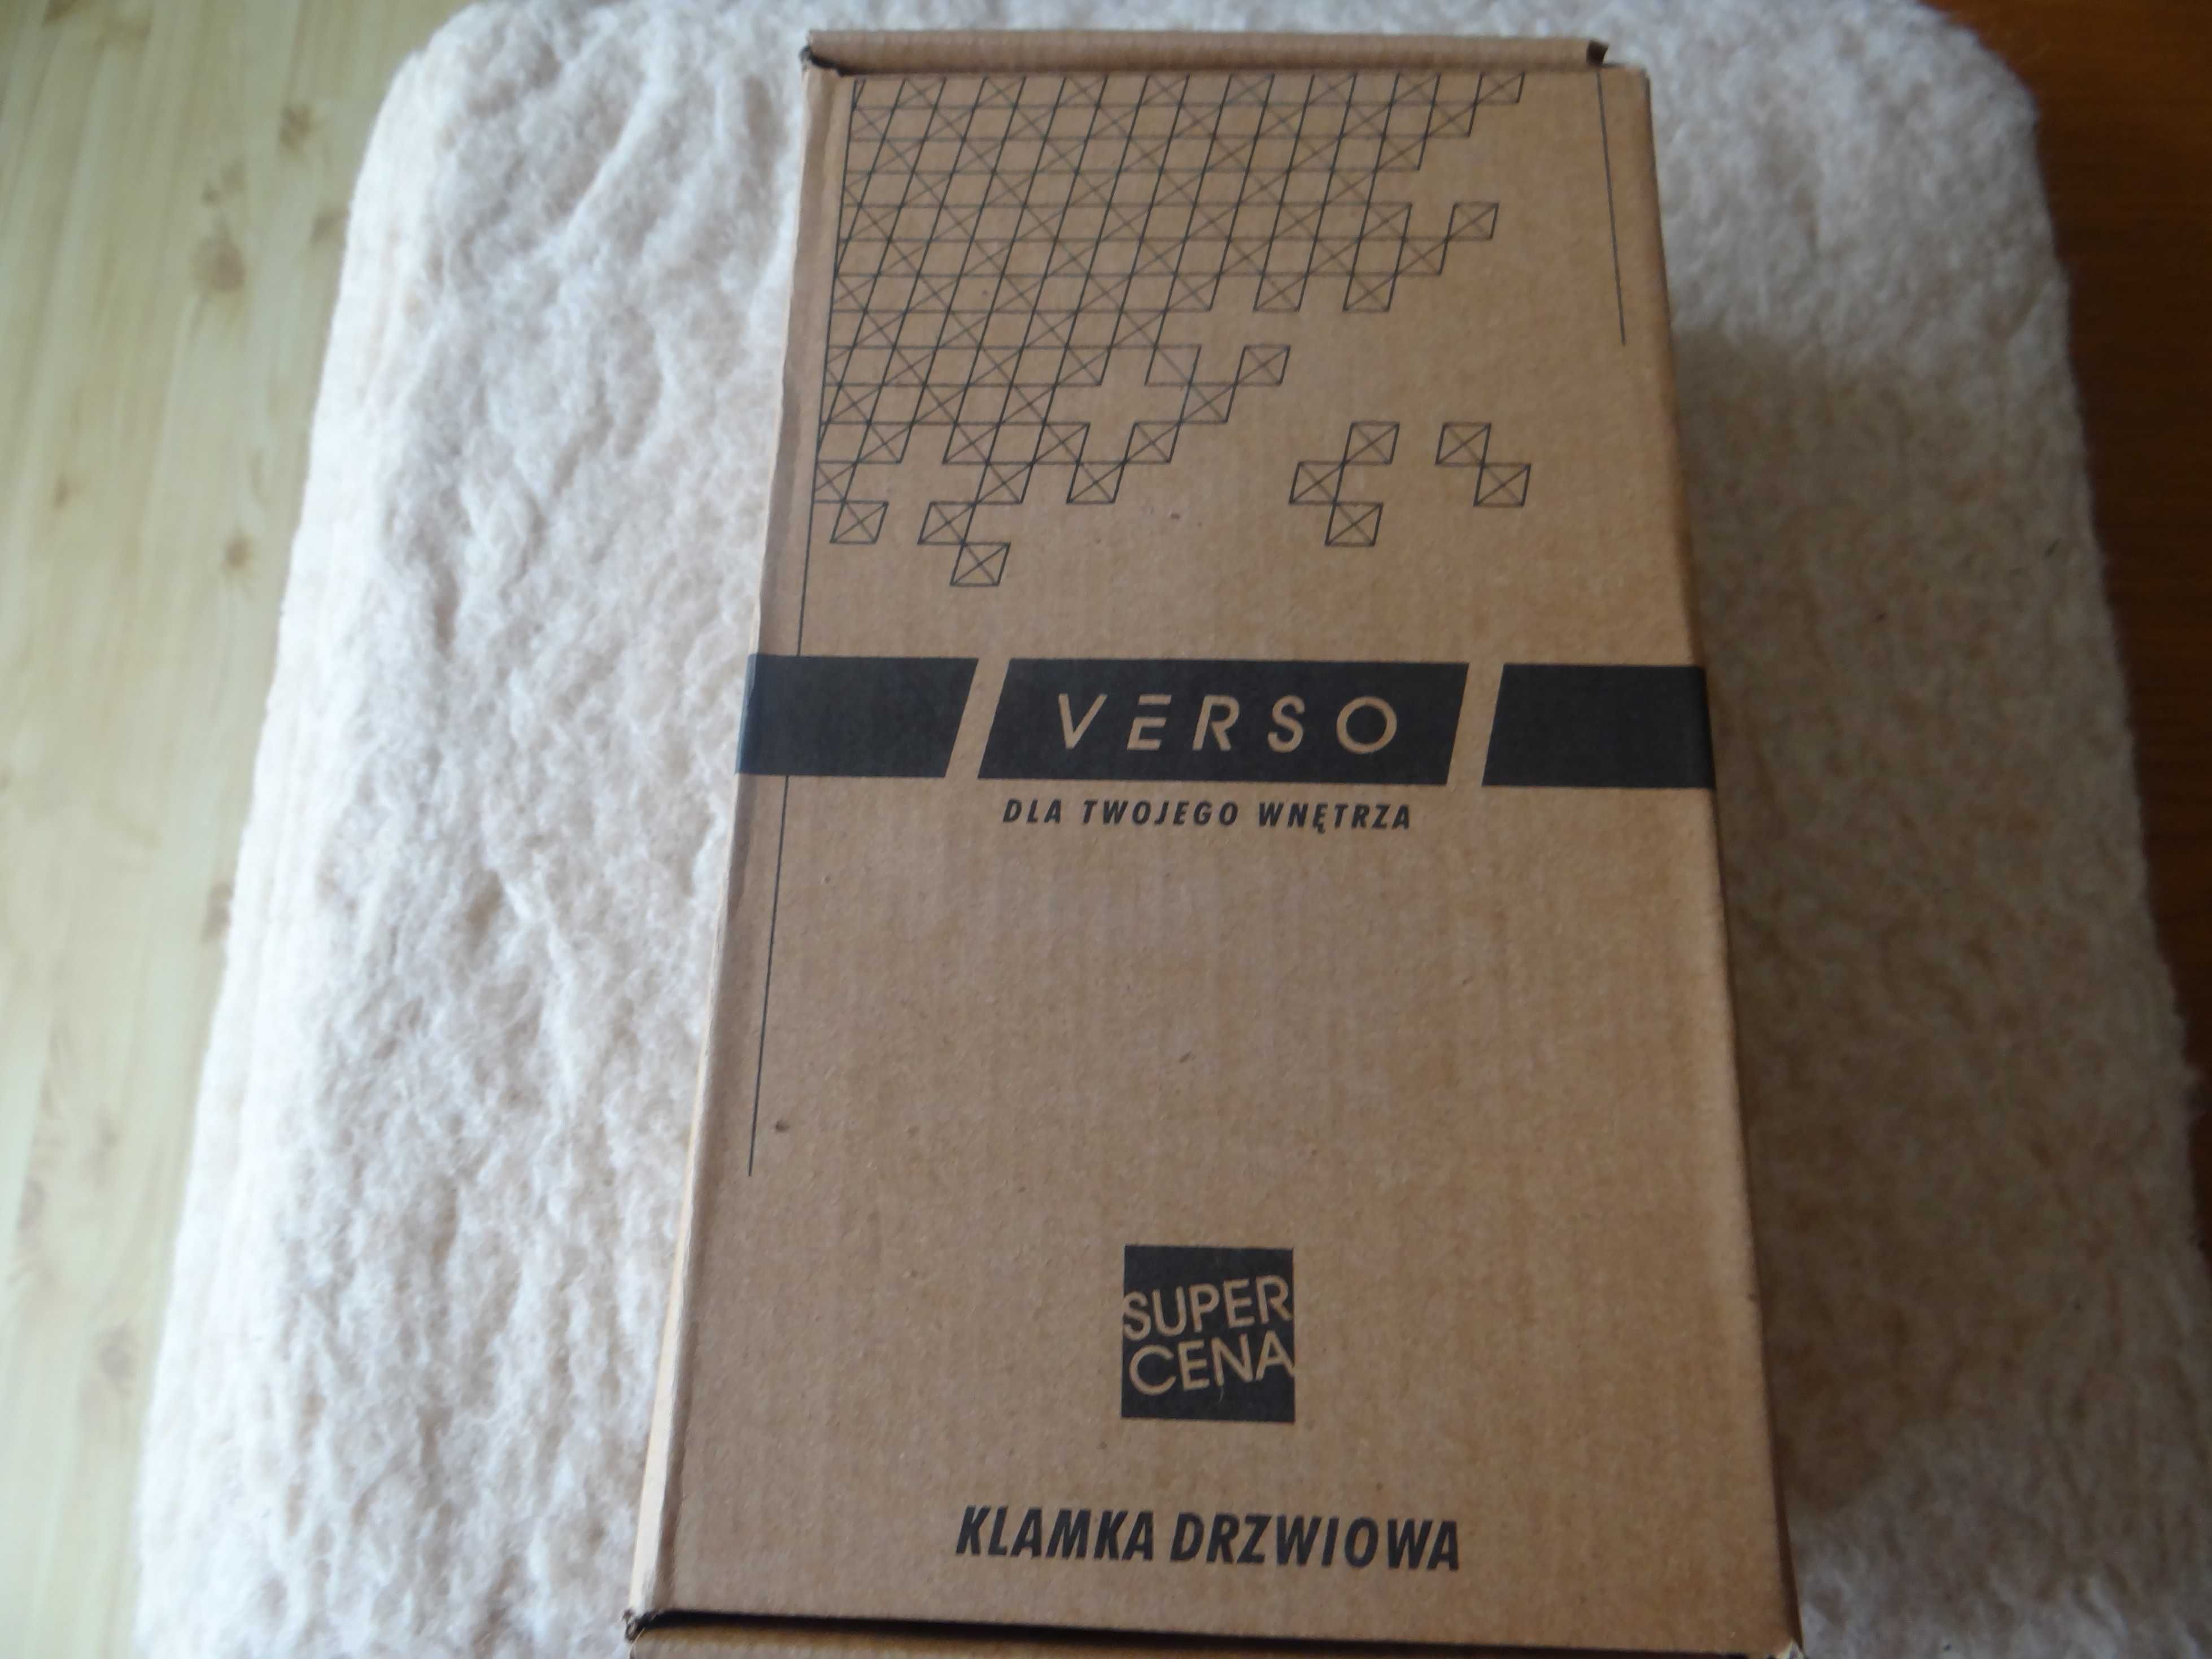 VERSO
DLA TWOJEGO WNĘTRZA
SUPER
CENA
KLAMKA DRZWIOWA